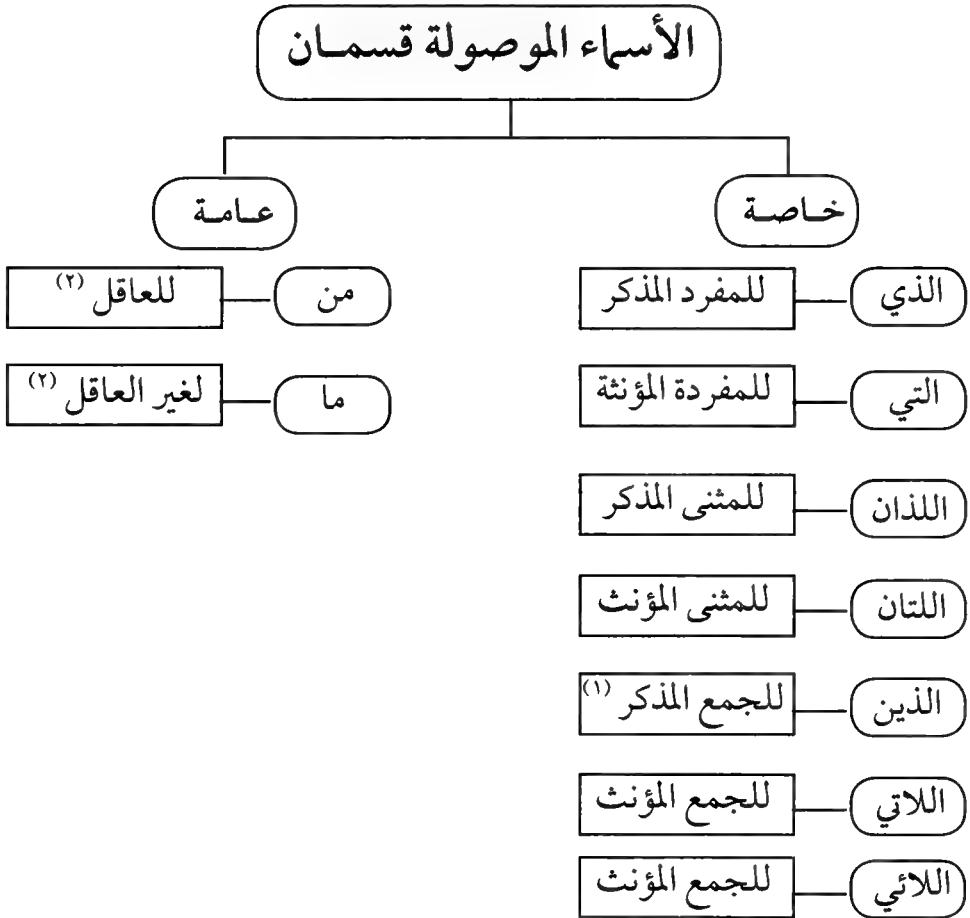 الأسماء الموصولة قسمان
خاصة
عامة
الذي للمفرد المذكر
التي للمفردة المؤنثة
اللذان للمثنى المذكر
اللتان للمثنى المؤنث
الذين للجمع المذكر (١)
اللاتي للجمع المؤنث
اللائي للجمع المؤنث
من للعاقل (٢)
ما لغير العاقل (٢)